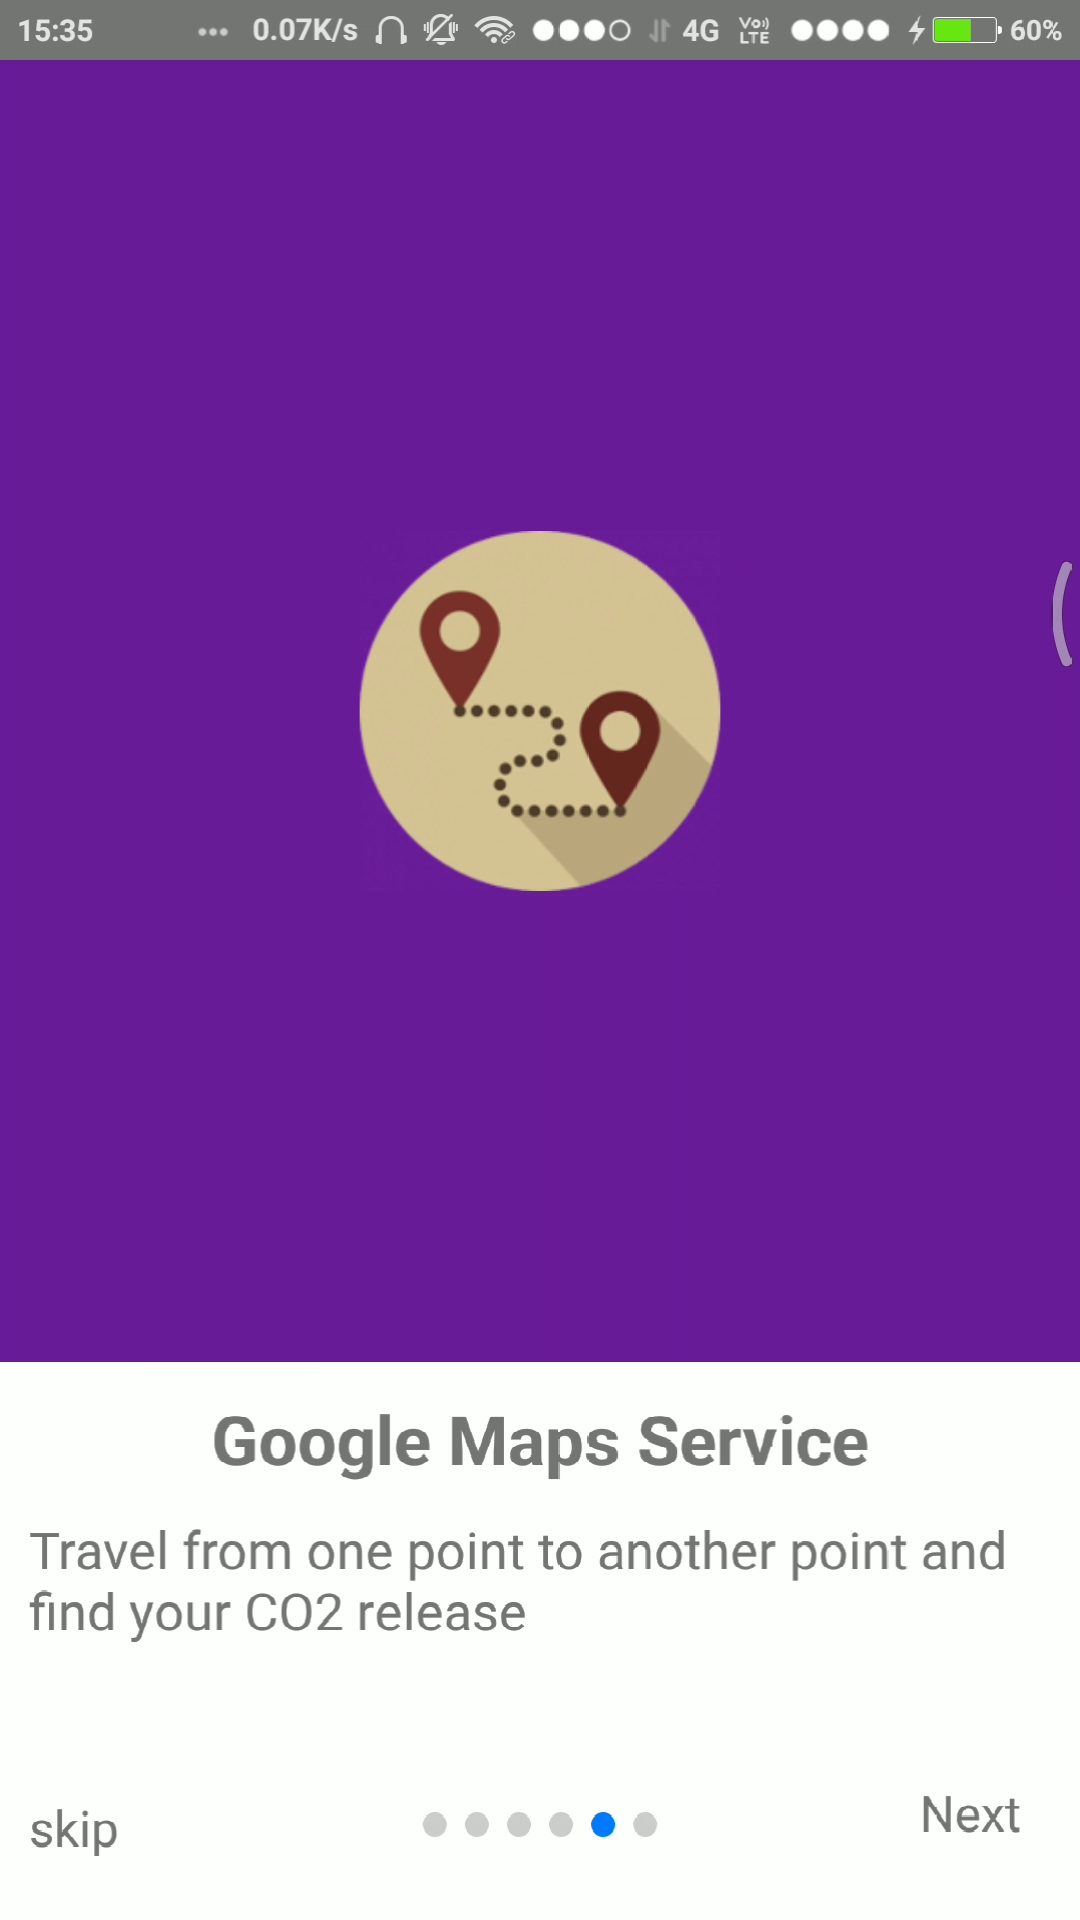 15:35 ... 0.07K/s 4G Vo)) LTE 60%
Google Maps Service
Travel from one point to another point and
find your CO2 release
skip
Next